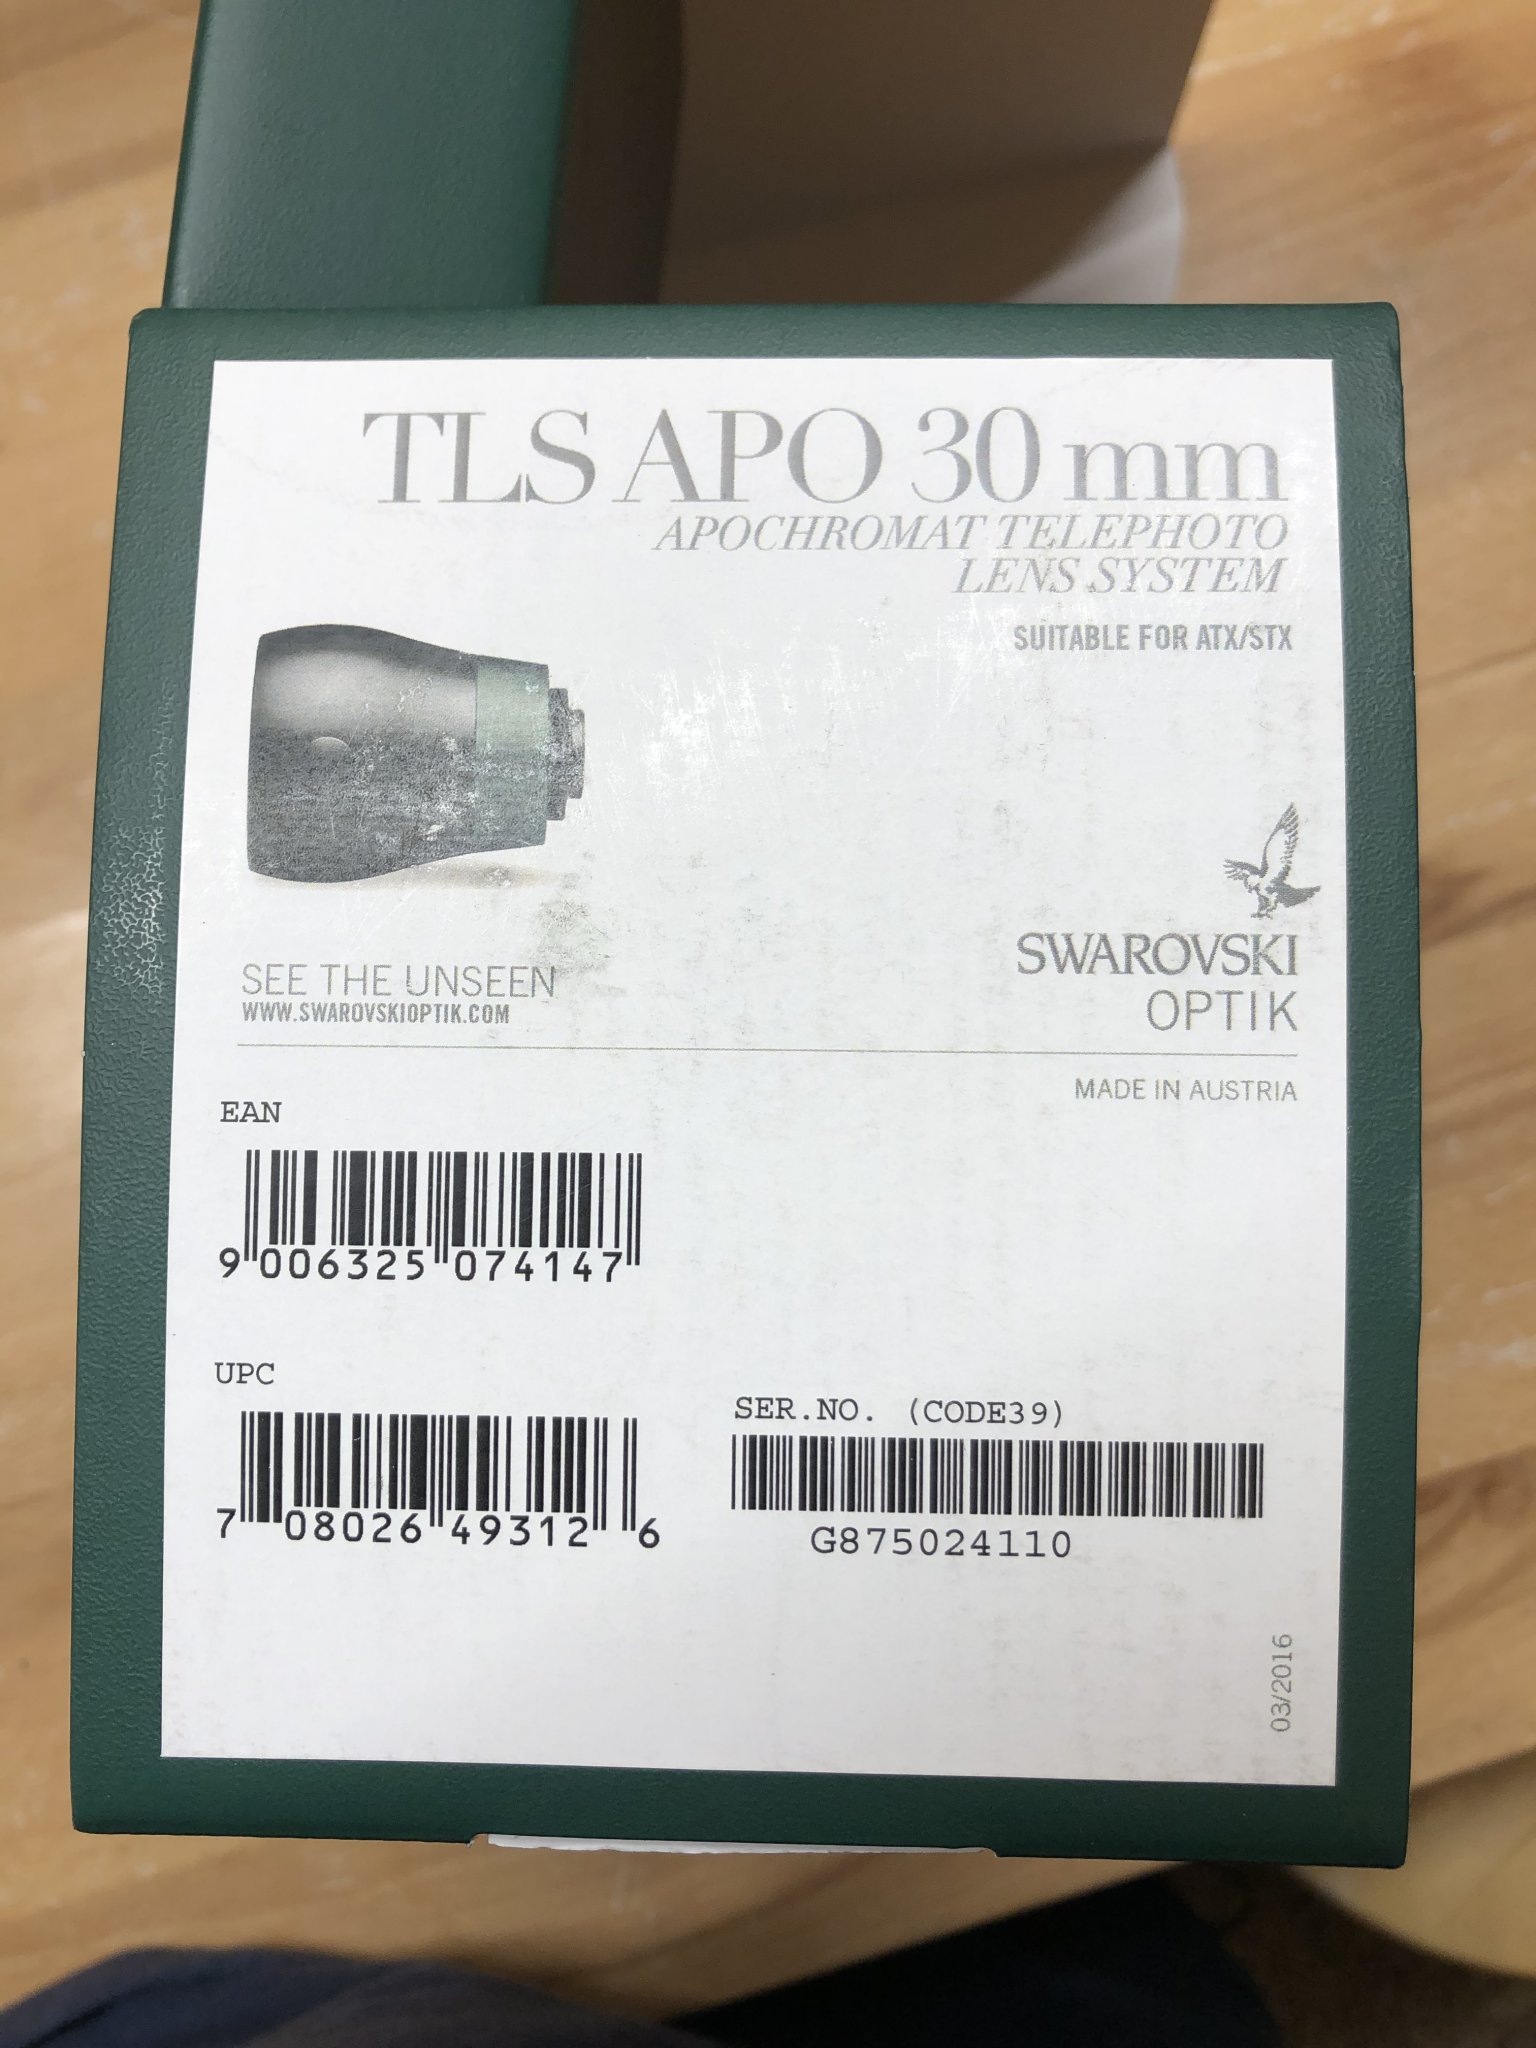 TLS APO 30 mm
APOCHROMAT TELEPHOTO
LENS SYSTEM
SUITABLE FOR ATX/STX
SWAROVSKI
OPTIK
SEE THE UNSEEN
WWW.SWAROVSKIOPTIK.COM
MADE IN AUSTRIA
EAN
9 006325 074147
UPC
7 08026 49312 6
SER.NO. (CODE39)
G875024110
03/2016